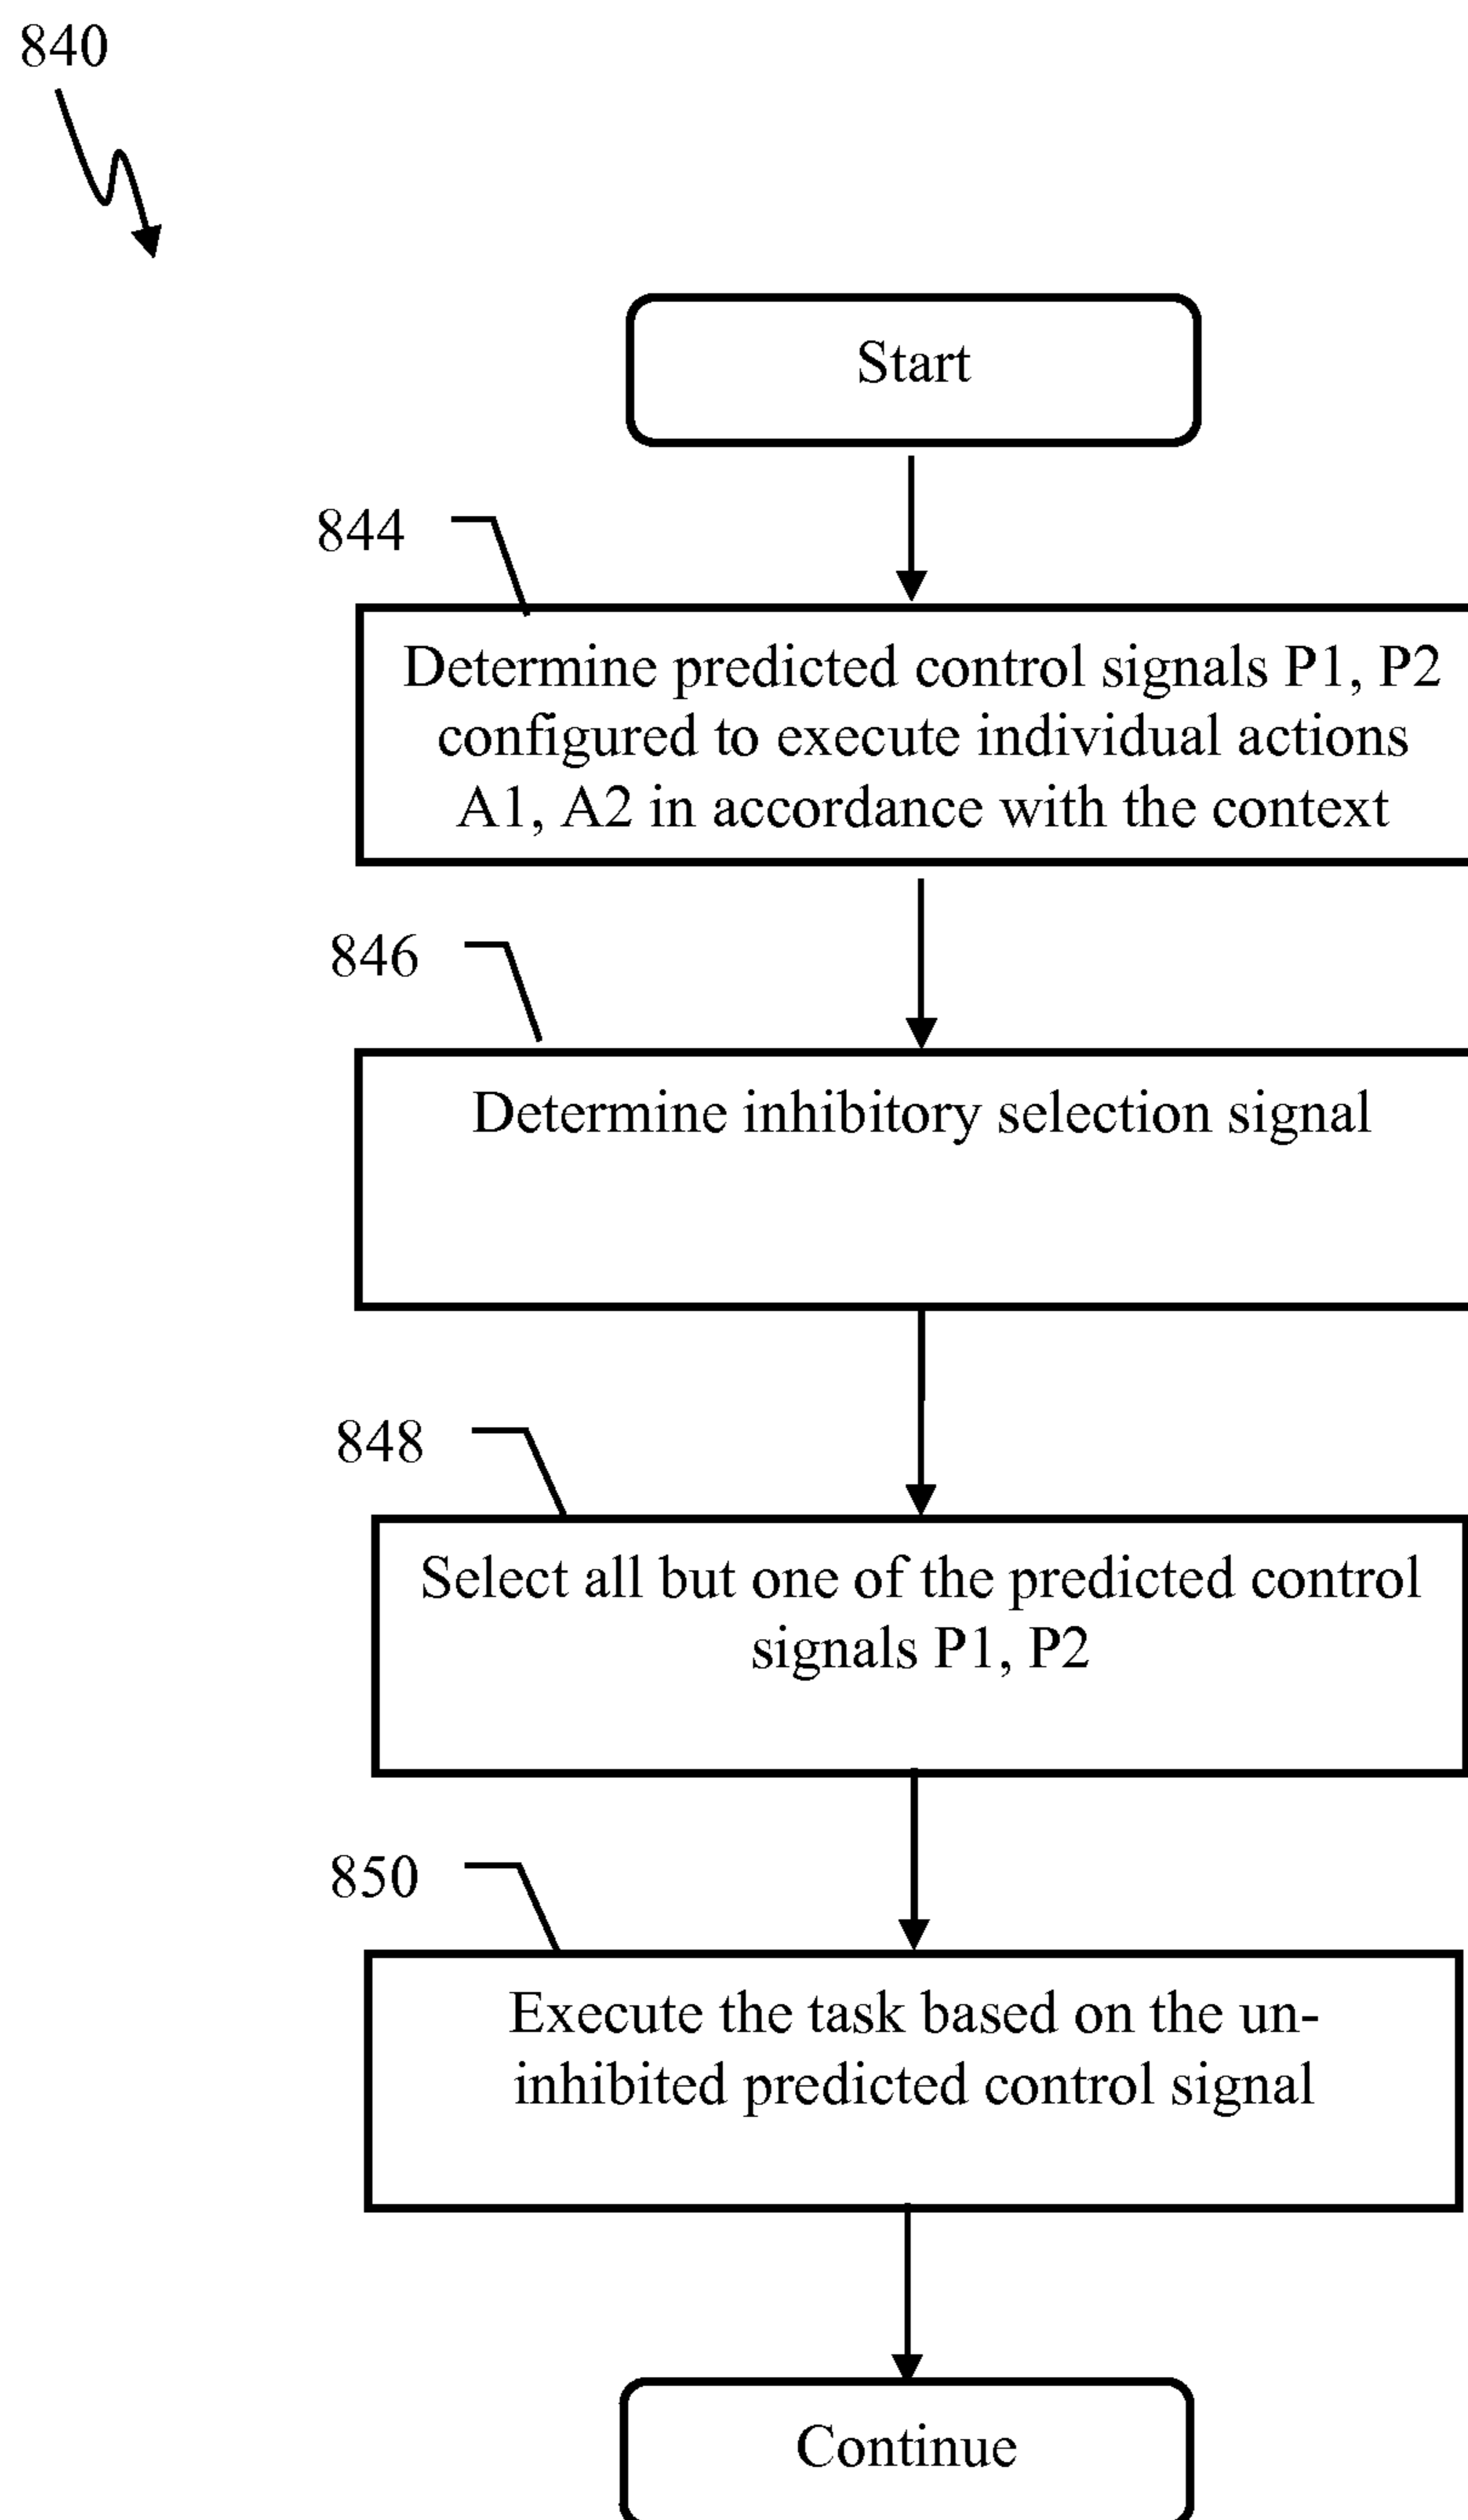 840
Start
844
Determine predicted control signals P1, P2
configured to execute individual actions
A1, A2 in accordance with the context
846
Determine inhibitory selection signal
848
Select all but one of the predicted control
signals P1, P2
850
Execute the task based on the un-
inhibited predicted control signal
Continue